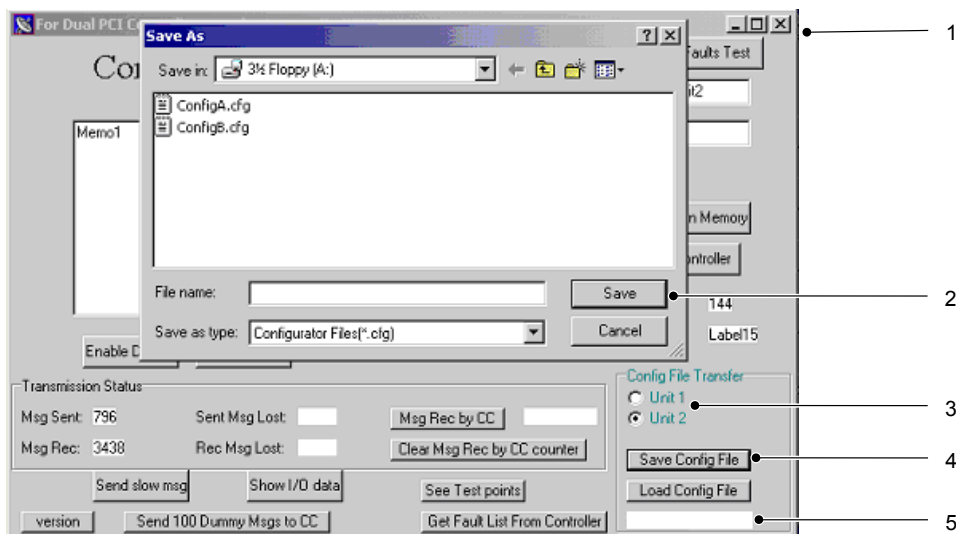 For Dual PCI C
Save As
1
Faults Test
Co
Save in: 3½ Floppy (A:)
it2
ConfigA.cfg
ConfigB.cfg
Memo1
n Memory
ontroller
File name:
Save
2
144
Save as type: Configurator Files(*.cfg)
Cancel
Label15
Enable D
Transmission Status
Config File Transfer
Unit 1
3
Unit 2
Msg Sent: 796 Sent Msg Lost: Msg Rec by CC
Msg Rec: 3438 Rec Msg Lost: Clear Msg Rec by CC counter
Save Config File
4
Send slow msg Show I/O data See Test points
Load Config File
version Send 100 Dummy Msgs to CC Get Fault List From Controller
5